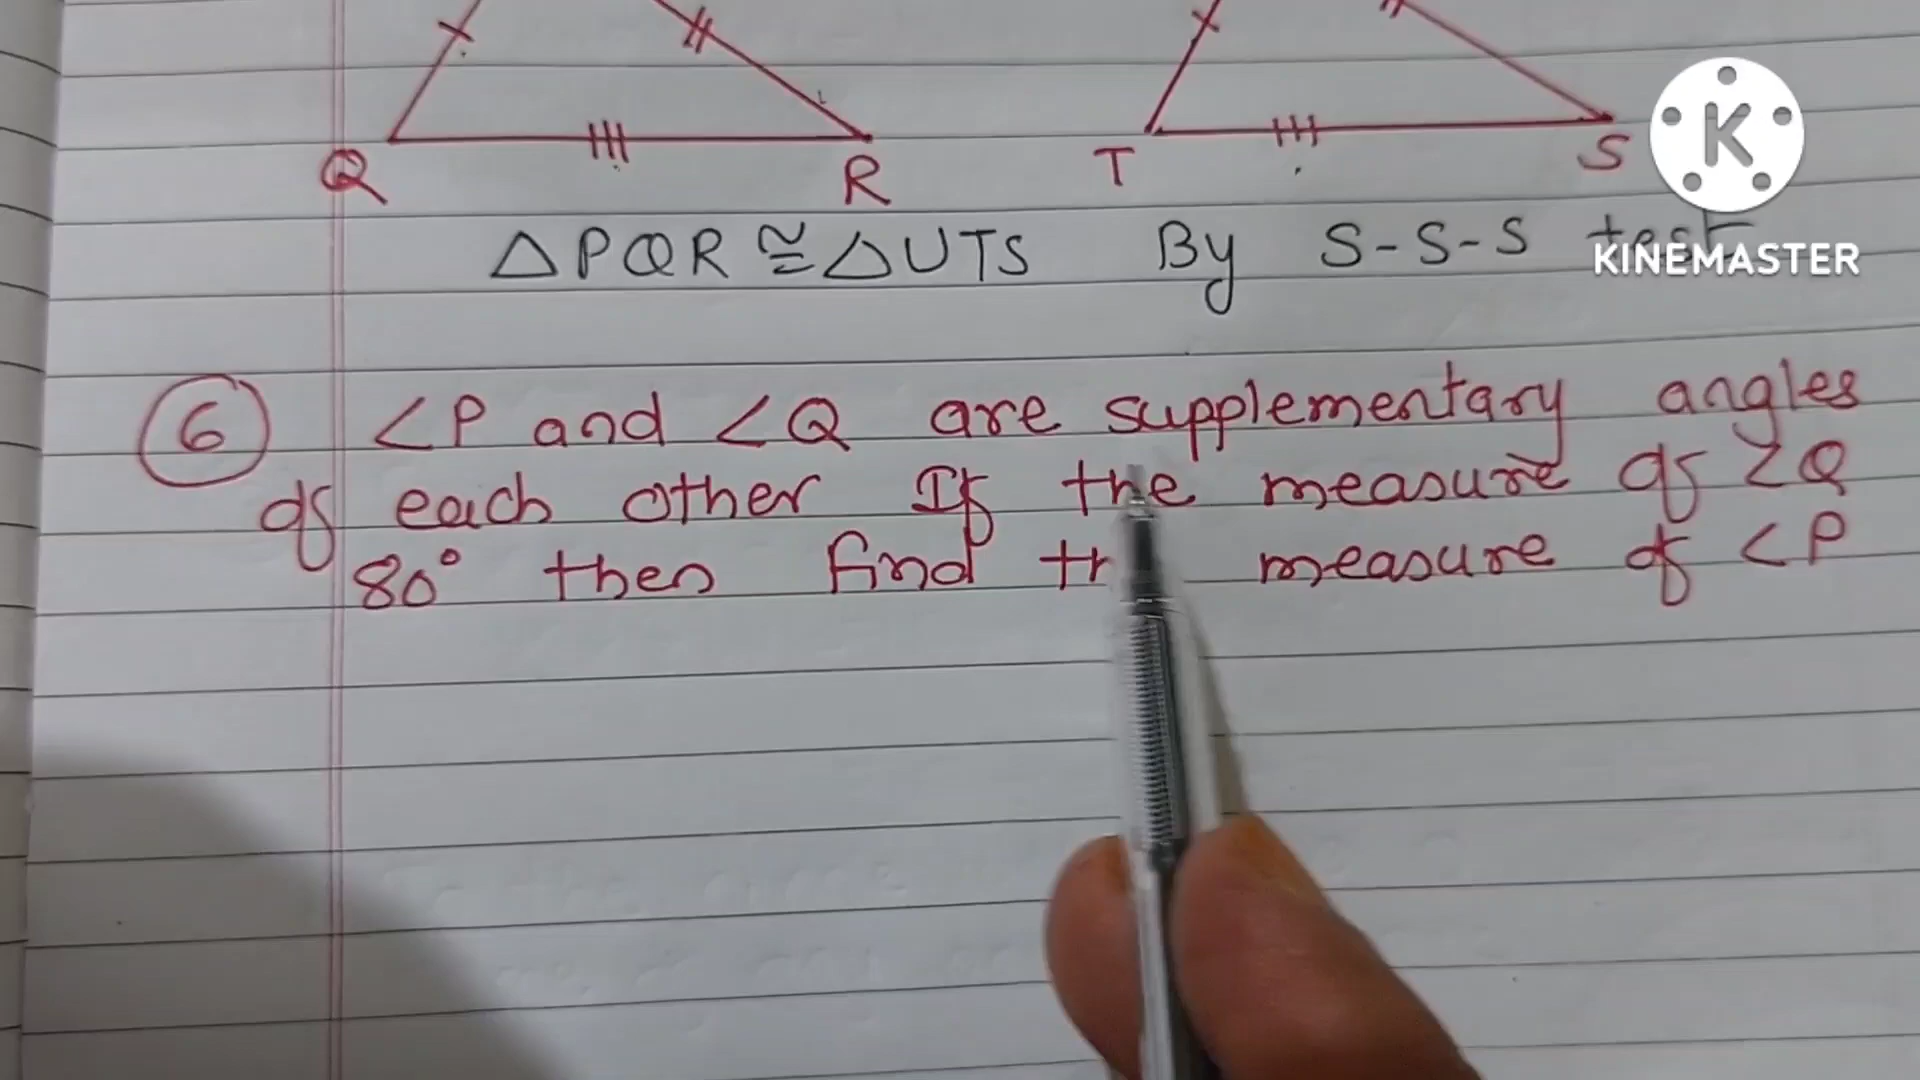 Q R T S
△PQR ≅ △UTS By S-S-S test
KINEMASTER
6 ∠P and ∠Q are supplementary angles
of each other If the measure of ∠Q
80° then find measure of ∠P